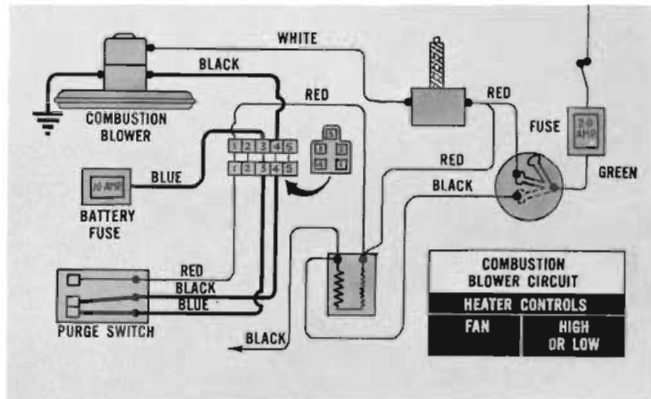 WHITE
BLACK
RED
COMBUSTION
BLOWER
RED
FUSE
20
AMP
1 2 3 4 5
RED
GREEN
BLACK
1 2 3 4 5
10 AMP
BLUE
BATTERY
FUSE
RED
BLACK
BLUE
PURGE SWITCH
BLACK
COMBUSTION
BLOWER CIRCUIT
HEATER CONTROLS
FAN
HIGH
OR LOW